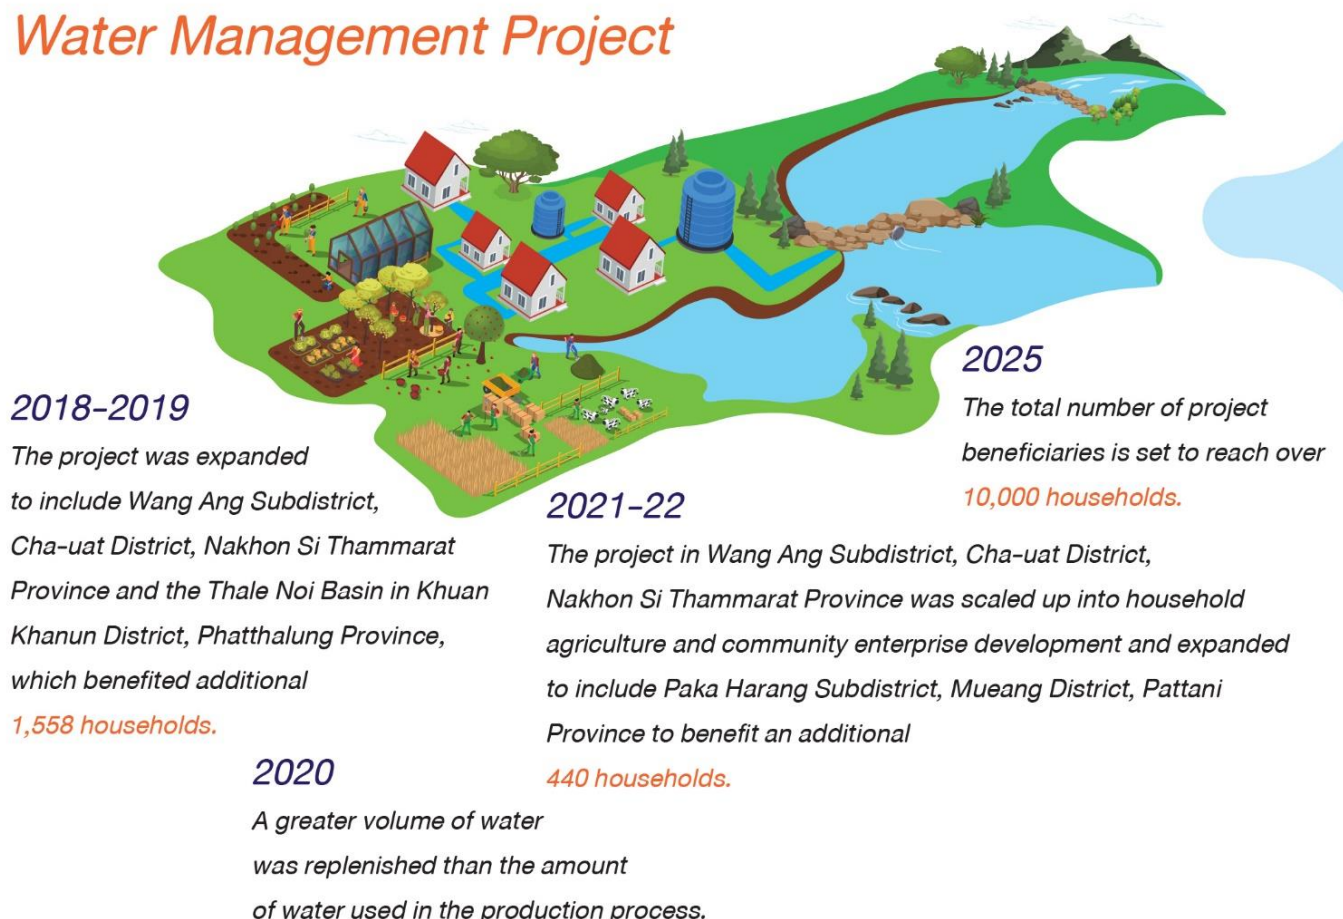 Water Management Project
2018-2019
The project was expanded
to include Wang Ang Subdistrict,
Cha-uat District, Nakhon Si Thammarat
Province and the Thale Noi Basin in Khuan
Khanun District, Phatthalung Province,
which benefited additional
1,558 households.
2020
A greater volume of water
was replenished than the amount
of water used in the production process.
2021-22
The project in Wang Ang Subdistrict, Cha-uat District,
Nakhon Si Thammarat Province was scaled up into household
agriculture and community enterprise development and expanded
to include Paka Harang Subdistrict, Mueang District, Pattani
Province to benefit an additional
440 households.
2025
The total number of project
beneficiaries is set to reach over
10,000 households.